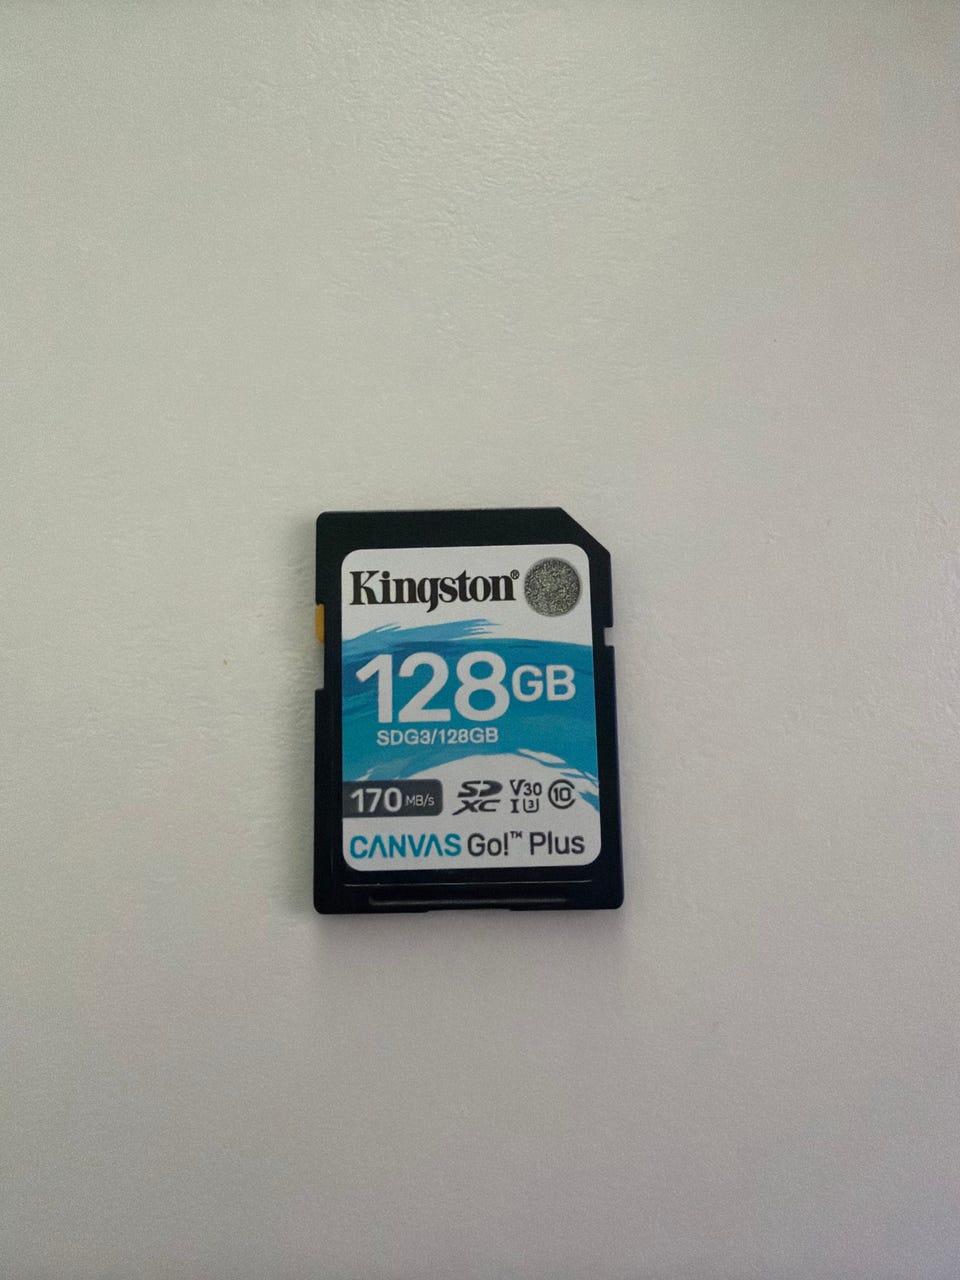 Kingston®
128GB
SDG3/128GB
170 MB/s SD XC V30 I U3 10
CANVAS Go!™ Plus